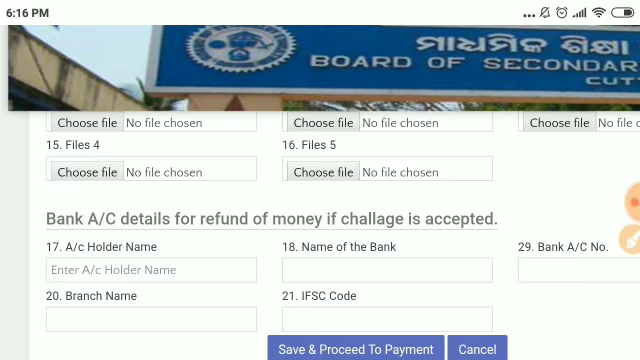 6:16 PM
ମାଧ୍ୟମିକ ଶିକ୍ଷା
BOARD OF SECONDAR
CUTT
Choose file No file chosen
Choose file No file chosen
Choose file No file c
15. Files 4
16. Files 5
Choose file No file chosen
Choose file No file chosen
Bank A/C details for refund of money if challage is accepted.
17. A/c Holder Name
18. Name of the Bank
29. Bank A/C No.
Enter A/c Holder Name
20. Branch Name
21. IFSC Code
Save & Proceed To Payment
Cancel